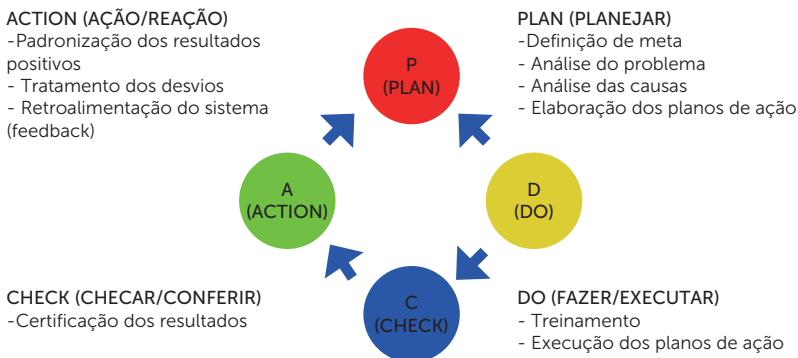 ACTION (AÇÃO/REAÇÃO)
-Padronização dos resultados
positivos
- Tratamento dos desvios
- Retroalimentação do sistema
(feedback)
PLAN (PLANEJAR)
-Definição de meta
- Análise do problema
- Análise das causas
- Elaboração dos planos de ação
P
(PLAN)
A
(ACTION)
D
(DO)
C
(CHECK)
CHECK (CHECAR/CONFERIR)
-Certificação dos resultados
DO (FAZER/EXECUTAR)
- Treinamento
- Execução dos planos de ação